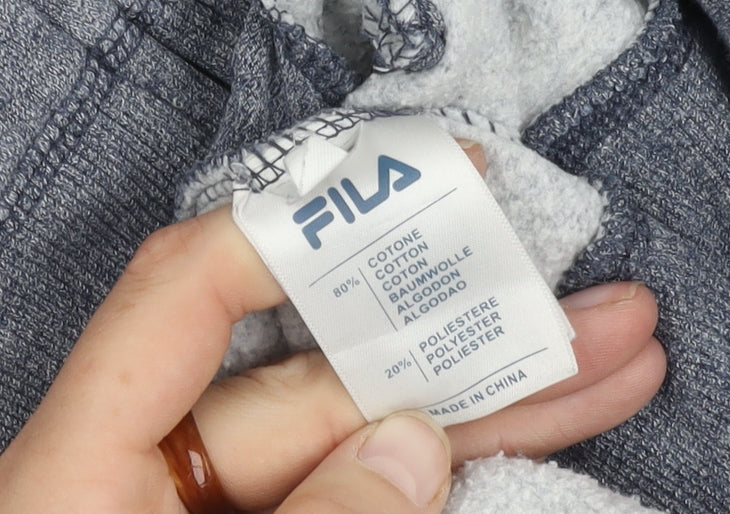 FILA
80%
COTONE
COTTON
COTON
BAUMWOLLE
ALGODON
ALGODAO
20%
POLIESTERE
POLYESTER
POLIESTER
MADE IN CHINA